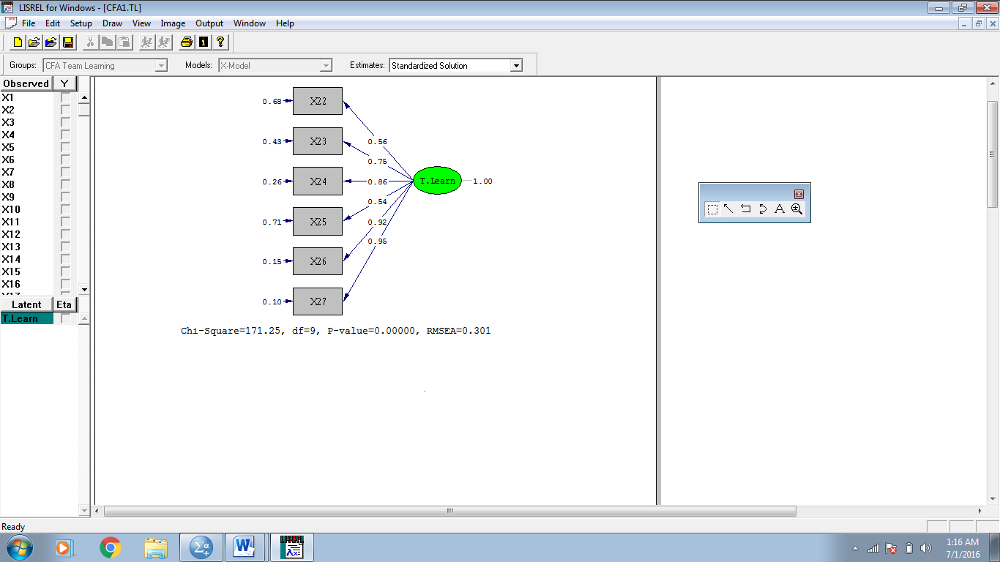 LISREL for Windows - [CFA1.TL]
File Edit Setup Draw View Image Output Window Help
Groups: CFA Team Learning Models: X-Model Estimates: Standardized Solution
Observed Y
X1
X2
X3
X4
X5
X6
X7
X8
X9
X10
X11
X12
X13
X14
X15
X16
X17
Latent Eta
T.Learn
0.68 X22
0.43 X23 0.56
0.75
0.26 X24 0.86 T.Learn 1.00
0.54
0.71 X25 0.92
0.95
0.15 X26
0.10 X27
Chi-Square=171.25, df=9, P-value=0.00000, RMSEA=0.301
A
Ready
Σα
W
LISREL
λx
1:16 AM
7/1/2016